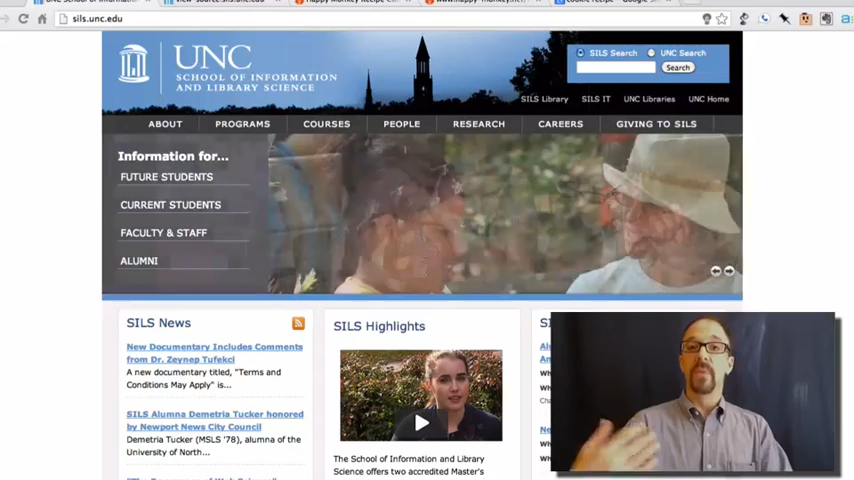 sils.unc.edu
UNC
SCHOOL OF INFORMATION
AND LIBRARY SCIENCE
SILS Search
UNC Search
Search
SILS Library
SILS IT
UNC Libraries
UNC Home
ABOUT
PROGRAMS
COURSES
PEOPLE
RESEARCH
CAREERS
GIVING TO SILS
Information for...
FUTURE STUDENTS
CURRENT STUDENTS
FACULTY & STAFF
ALUMNI
SILS News
New Documentary Includes Comments
from Dr. Zeynep Tufekci
A new documentary titled, "Terms and
Conditions May Apply" is...
SILS Alumna Demetria Tucker honored
by Newport News City Council
Demetria Tucker (MSLS '78), alumna of the
University of North...
SILS Highlights
The School of Information and Library
Science offers two accredited Master's